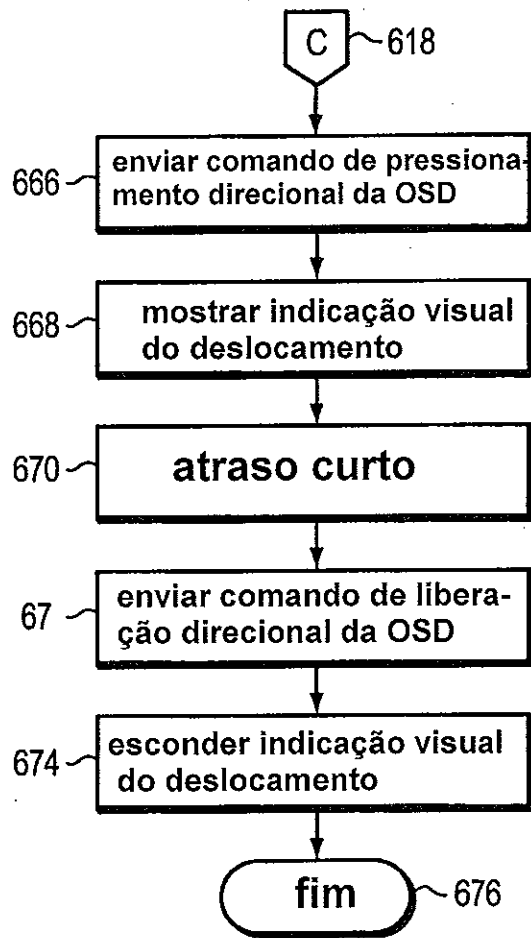 C
618
666
enviar comando de pressiona-
mento direcional da OSD
668
mostrar indicação visual
do deslocamento
670
atraso curto
67
enviar comando de libera-
ção direcional da OSD
674
esconder indicação visual
do deslocamento
fim
676